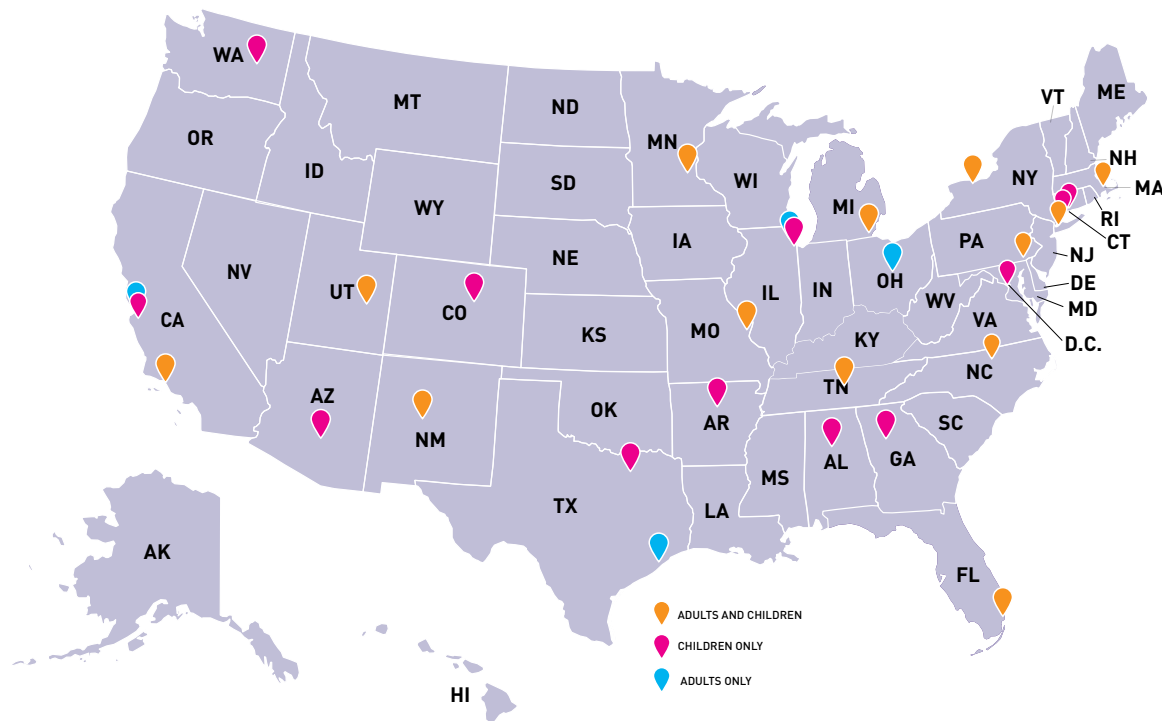 WA
MT
ND
MN
VT
ME
OR
ID
SD
WI
NH
NY
MA
WY
MI
RI
CT
IA
PA
NE
NJ
NV
UT
OH
DE
CO
IL
IN
WV
MD
CA
MO
VA
KS
KY
D.C.
NC
TN
AZ
OK
AR
SC
NM
AL
GA
MS
TX
LA
AK
FL
ADULTS AND CHILDREN
CHILDREN ONLY
ADULTS ONLY
HI